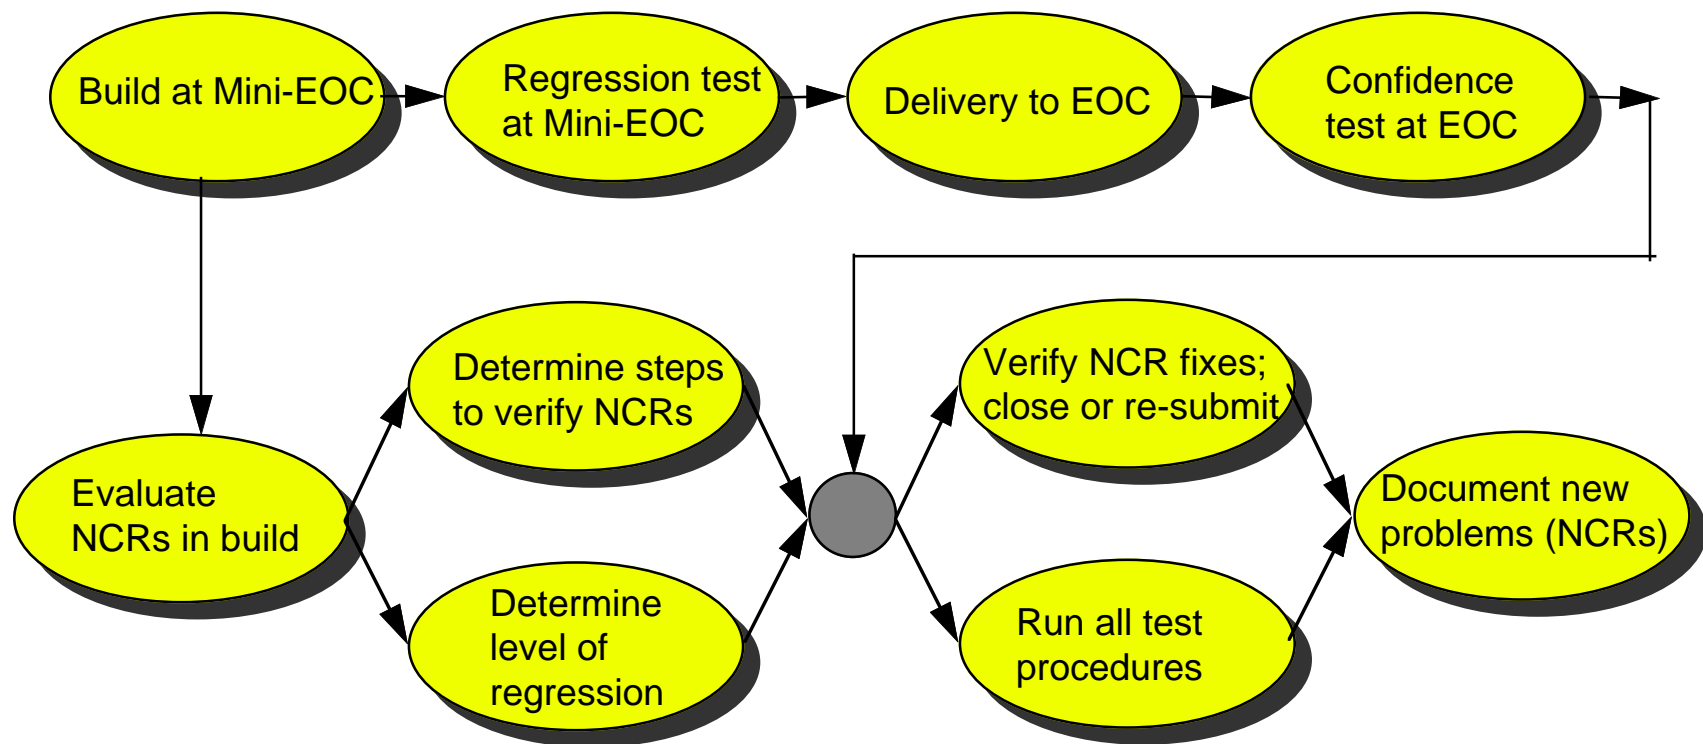 Build at Mini-EOC
Regression test
at Mini-EOC
Delivery to EOC
Confidence
test at EOC
Determine steps
to verify NCRs
Verify NCR fixes;
close or re-submit
Evaluate
NCRs in build
Document new
problems (NCRs)
Determine
level of
regression
Run all test
procedures